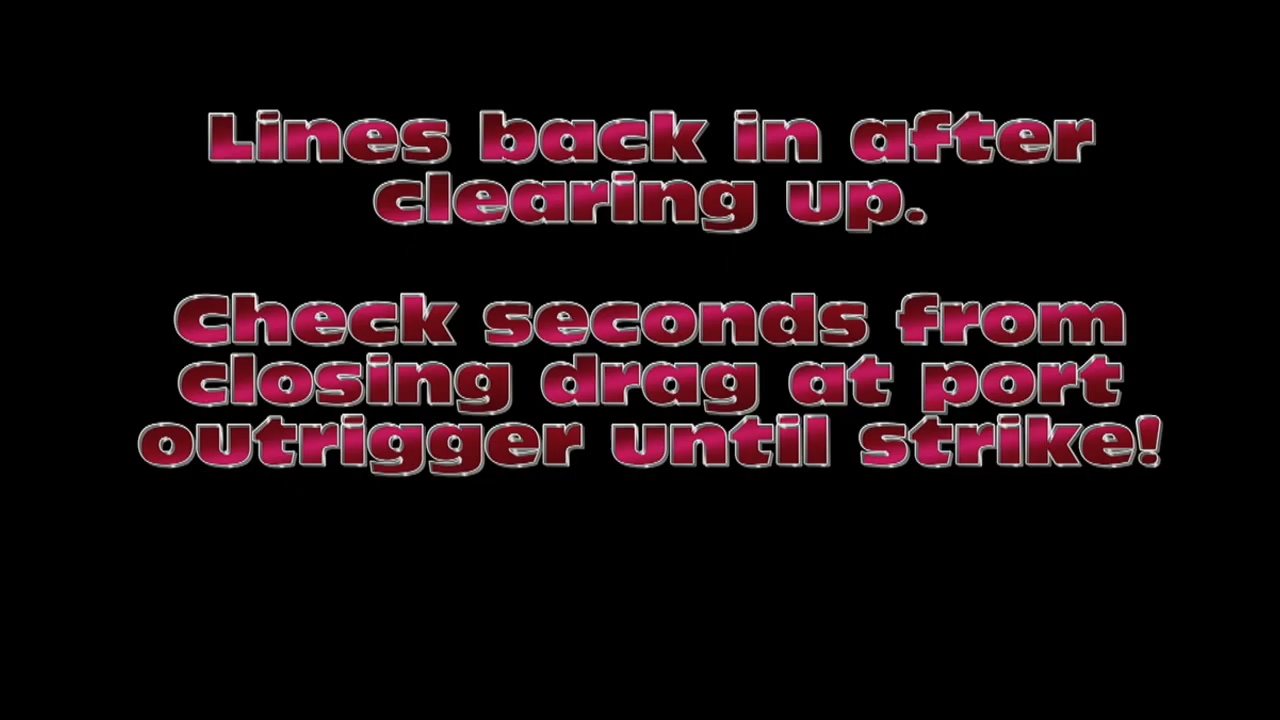 Lines back in after
clearing up.
Check seconds from
closing drag at port
outrigger until strike!